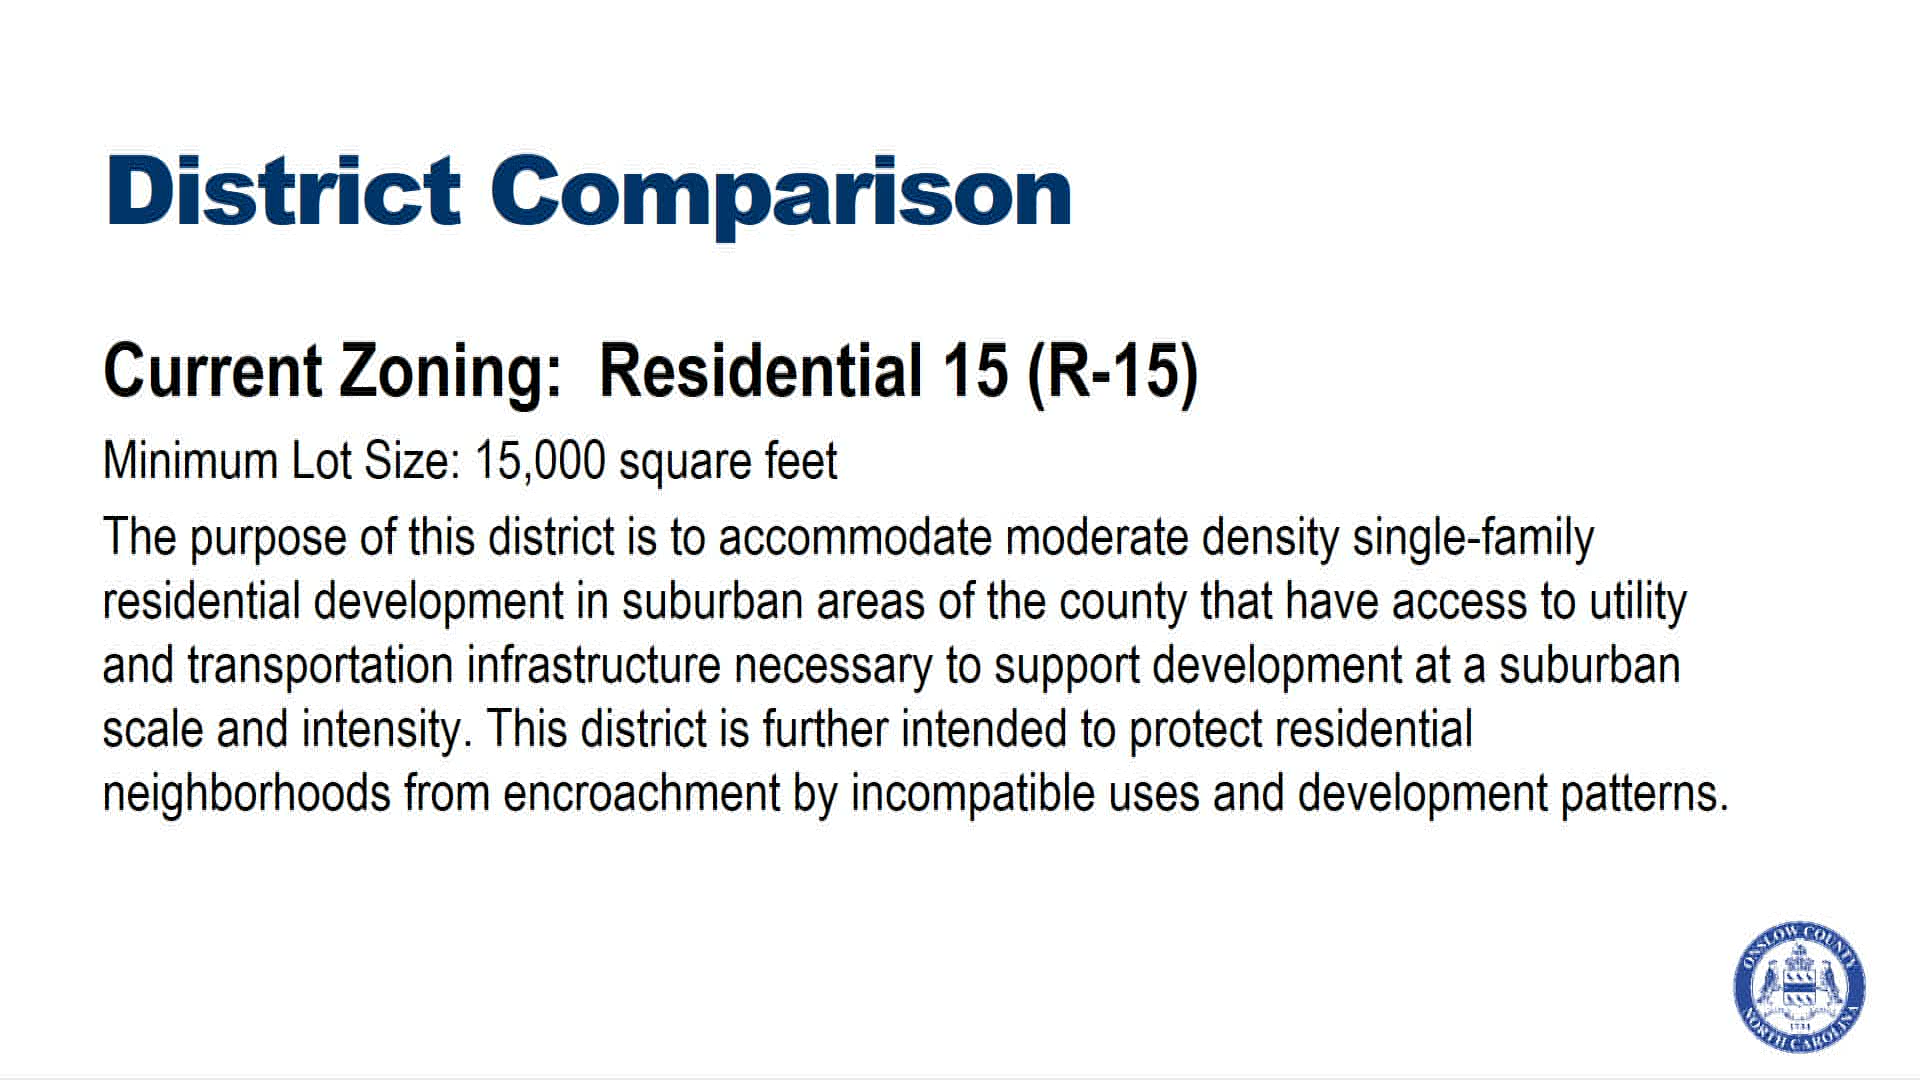 District Comparison
Current Zoning: Residential 15 (R-15)
Minimum Lot Size: 15,000 square feet
The purpose of this district is to accommodate moderate density single-family
residential development in suburban areas of the county that have access to utility
and transportation infrastructure necessary to support development at a suburban
scale and intensity. This district is further intended to protect residential
neighborhoods from encroachment by incompatible uses and development patterns.
ONSLOW COUNTY
1734
NORTH CAROLINA